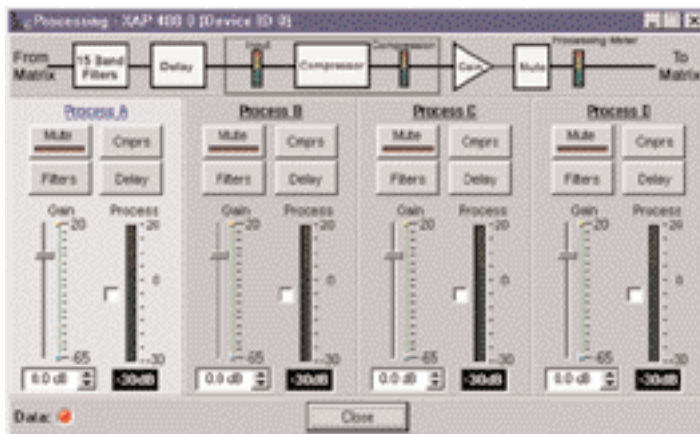 Processing - XAP 400 0 (Device ID 0)
From Matrix
15 Band Filters
Delay
Input
Compressor
Compressor
Gain
Mute
Processing Meter
To Matrix
Process A
Mute Cmprs
Filters Delay
Gain Process
20 20
0
-65 -30
0.0 dB -30dB
Process B
Mute Cmprs
Filters Delay
Gain Process
20 20
0
-65 -30
0.0 dB -30dB
Process C
Mute Cmprs
Filters Delay
Gain Process
20 20
0
-65 -30
0.0 dB -30dB
Process D
Mute Cmprs
Filters Delay
Gain Process
20 20
0
-65 -30
0.0 dB -30dB
Data:
Close